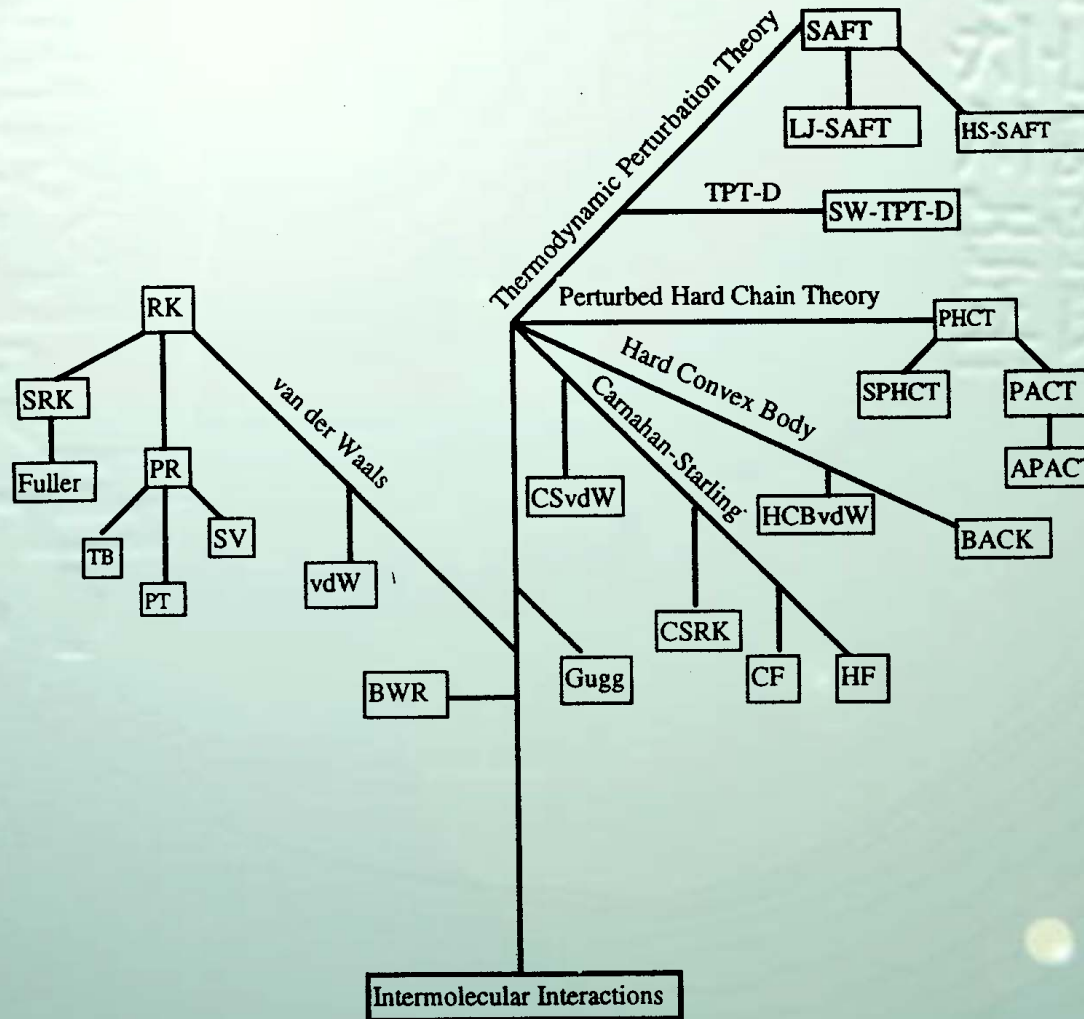 SAFT
LJ-SAFT
HS-SAFT
Thermodynamic Perturbation Theory
TPT-D
SW-TPT-D
Perturbed Hard Chain Theory
PHCT
SPHCT
PACT
APACT
Hard Convex Body
HCBvdW
BACK
Carnahan-Starling
CSvdW
CSRK
CF
HF
RK
SRK
Fuller
PR
TB
PT
SV
van der Waals
vdW
Gugg
BWR
Intermolecular Interactions